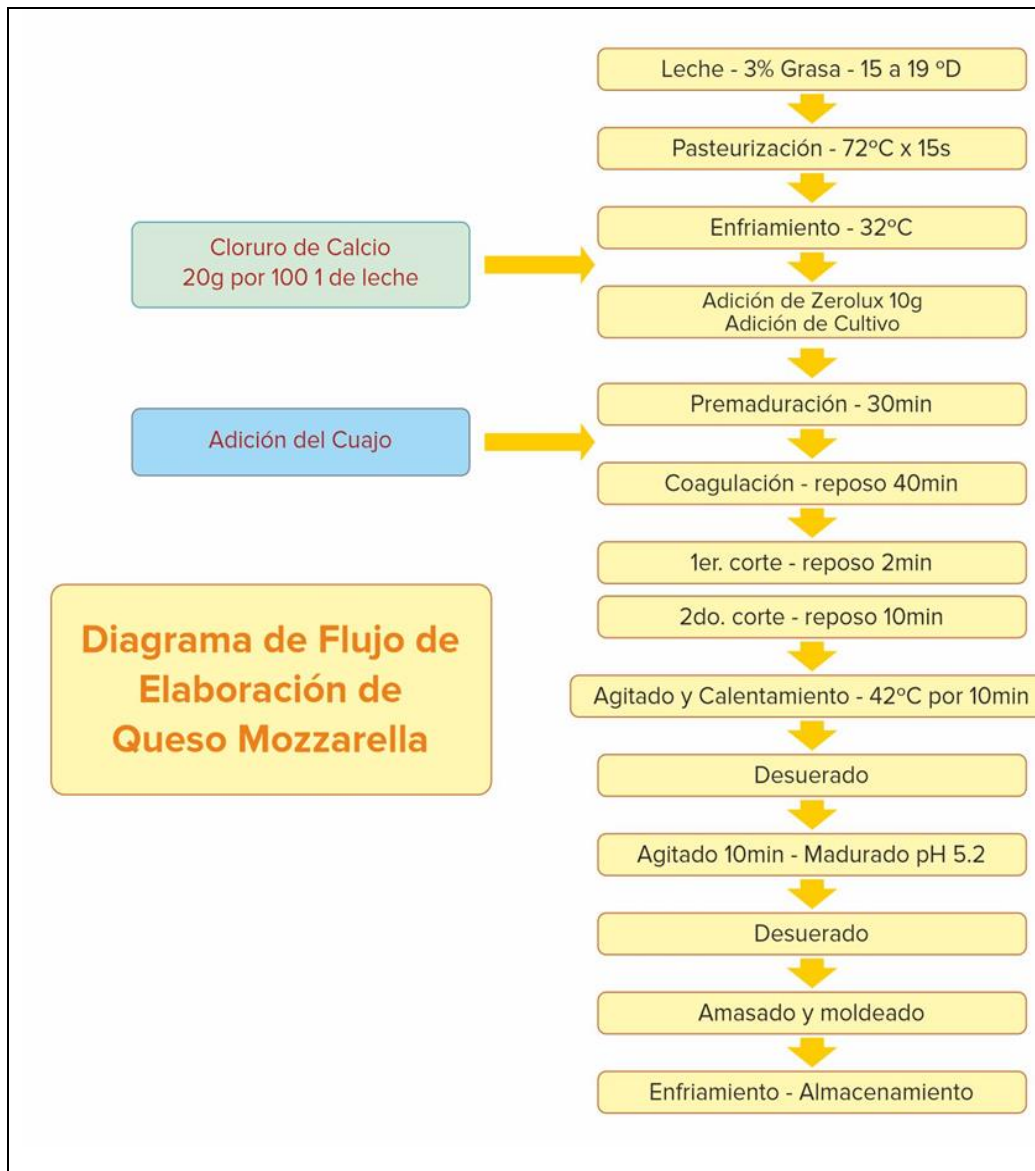 Leche - 3% Grasa - 15 a 19 ºD
Pasteurización - 72ºC x 15s
Enfriamiento - 32ºC
Cloruro de Calcio
20g por 100 1 de leche
Adición de Zerolux 10g
Adición de Cultivo
Premaduración - 30min
Adición del Cuajo
Coagulación - reposo 40min
1er. corte - reposo 2min
2do. corte - reposo 10min
Diagrama de Flujo de
Elaboración de
Queso Mozzarella
Agitado y Calentamiento - 42ºC por 10min
Desuerado
Agitado 10min - Madurado pH 5.2
Desuerado
Amasado y moldeado
Enfriamiento - Almacenamiento